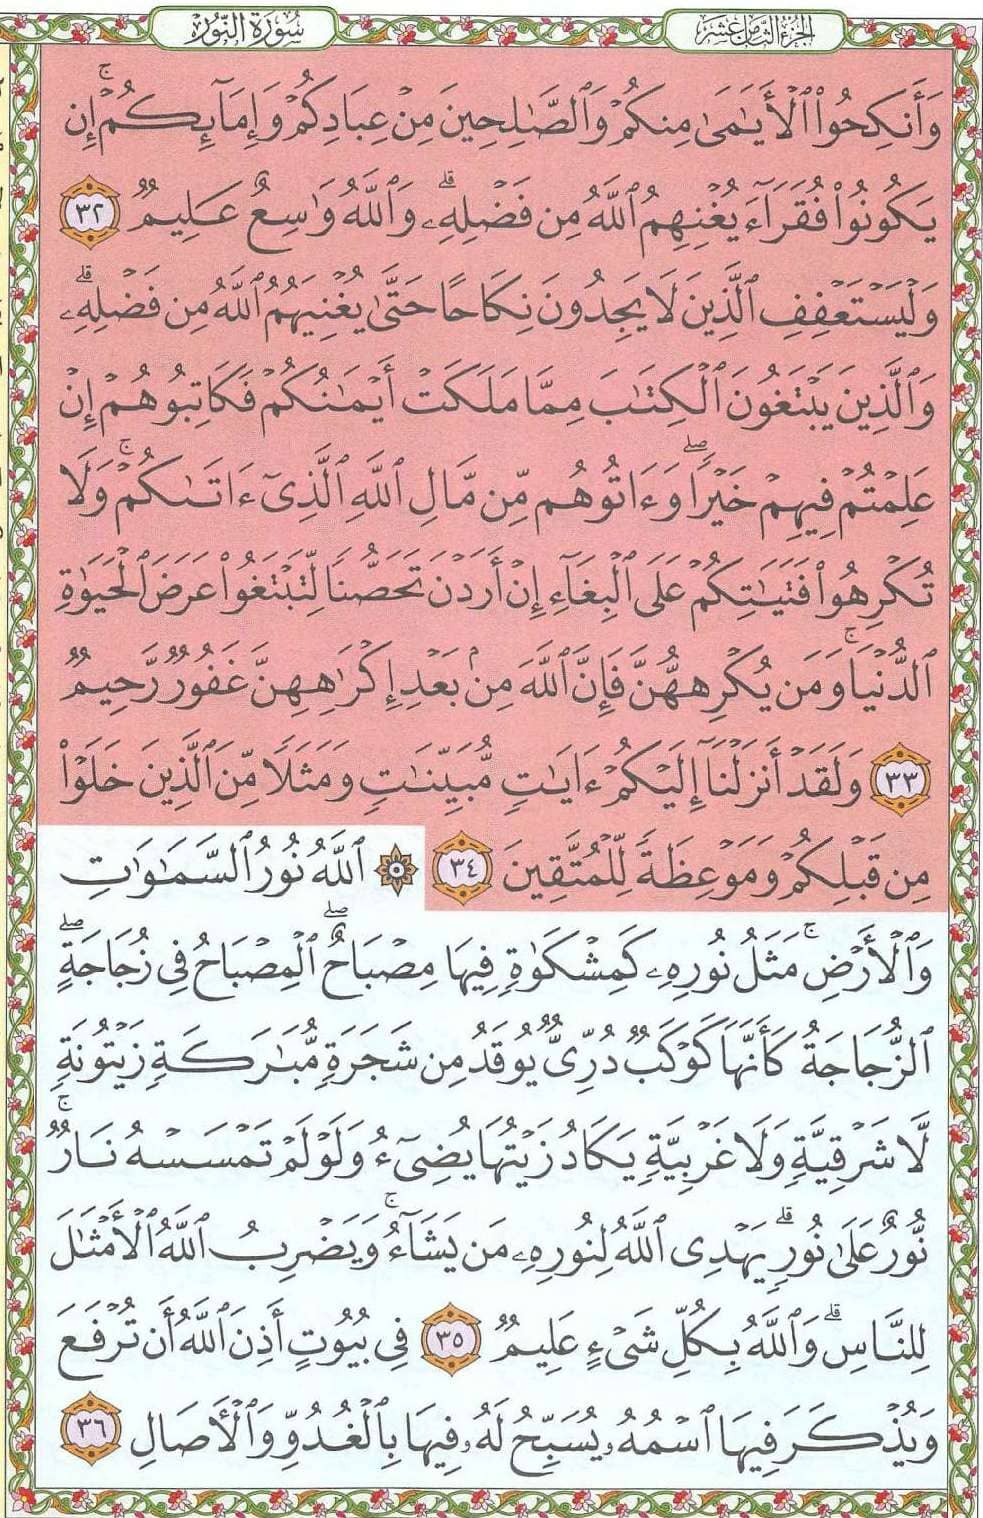 الجزء الثامن عشر
سورة النور
وَأَنكِحُوا۟ ٱلْأَيَـٰمَىٰ مِنكُمْ وَٱلصَّـٰلِحِينَ مِنْ عِبَادِكُمْ وَإِمَآئِكُمْ ۚ إِن
يَكُونُوا۟ فُقَرَآءَ يُغْنِهِمُ ٱللَّهُ مِن فَضْلِهِۦ ۗ وَٱللَّهُ وَٰسِعٌ عَلِيمٌ ٣٢
وَلْيَسْتَعْفِفِ ٱلَّذِينَ لَا يَجِدُونَ نِكَاحًا حَتَّىٰ يُغْنِيَهُمُ ٱللَّهُ مِن فَضْلِهِۦ ۗ
وَٱلَّذِينَ يَبْتَغُونَ ٱلْكِتَـٰبَ مِمَّا مَلَكَتْ أَيْمَـٰنُكُمْ فَكَاتِبُوهُمْ إِنْ
عَلِمْتُمْ فِيهِمْ خَيْرًا ۖ وَءَاتُوهُم مِّن مَّالِ ٱللَّهِ ٱلَّذِىٓ ءَاتَىٰكُمْ ۚ وَلَا
تُكْرِهُوا۟ فَتَيَـٰتِكُمْ عَلَى ٱلْبِغَآءِ إِنْ أَرَدْنَ تَحَصُّنًا لِّتَبْتَغُوا۟ عَرَضَ ٱلْحَيَوٰةِ
ٱلدُّنْيَا ۚ وَمَن يُكْرِههُّنَّ فَإِنَّ ٱللَّهَ مِنۢ بَعْدِ إِكْرَٰهِهِنَّ غَفُورٌ رَّحِيمٌ
٣٣ وَلَقَدْ أَنزَلْنَآ إِلَيْكُمْ ءَايَـٰتٍ مُّبَيِّنَـٰتٍ وَمَثَلًا مِّنَ ٱلَّذِينَ خَلَوْا۟
مِن قَبْلِكُمْ وَمَوْعِظَةً لِّلْمُتَّقِينَ ٣٤ ۞ ٱللَّهُ نُورُ ٱلسَّمَـٰوَٰتِ
وَٱلْأَرْضِ ۚ مَثَلُ نُورِهِۦ كَمِشْكَوٰةٍ فِيهَا مِصْبَاحٌ ۖ ٱلْمِصْبَاحُ فِى زُجَاجَةٍ ۖ
ٱلزُّجَاجَةُ كَأَنَّهَا كَوْكَبٌ دُرِّىٌّ يُوقَدُ مِن شَجَرَةٍ مُّبَـٰرَكَةٍ زَيْتُونَةٍ
لَّا شَرْقِيَّةٍ وَلَا غَرْبِيَّةٍ يَكَادُ زَيْتُهَا يُضِىٓءُ وَلَوْ لَمْ تَمْسَسْهُ نَارٌ ۚ
نُّورٌ عَلَىٰ نُورٍ ۗ يَهْدِى ٱللَّهُ لِنُورِهِۦ مَن يَشَآءُ ۚ وَيَضْرِبُ ٱللَّهُ ٱلْأَمْثَـٰلَ
لِلنَّاسِ ۗ وَٱللَّهُ بِكُلِّ شَىْءٍ عَلِيمٌ ٣٥ فِى بُيُوتٍ أَذِنَ ٱللَّهُ أَن تُرْفَعَ
وَيُذْكَرَ فِيهَا ٱسْمُهُۥ يُسَبِّحُ لَهُۥ فِيهَا بِٱلْغُدُوِّ وَٱلْـَٔاصَالِ ٣٦